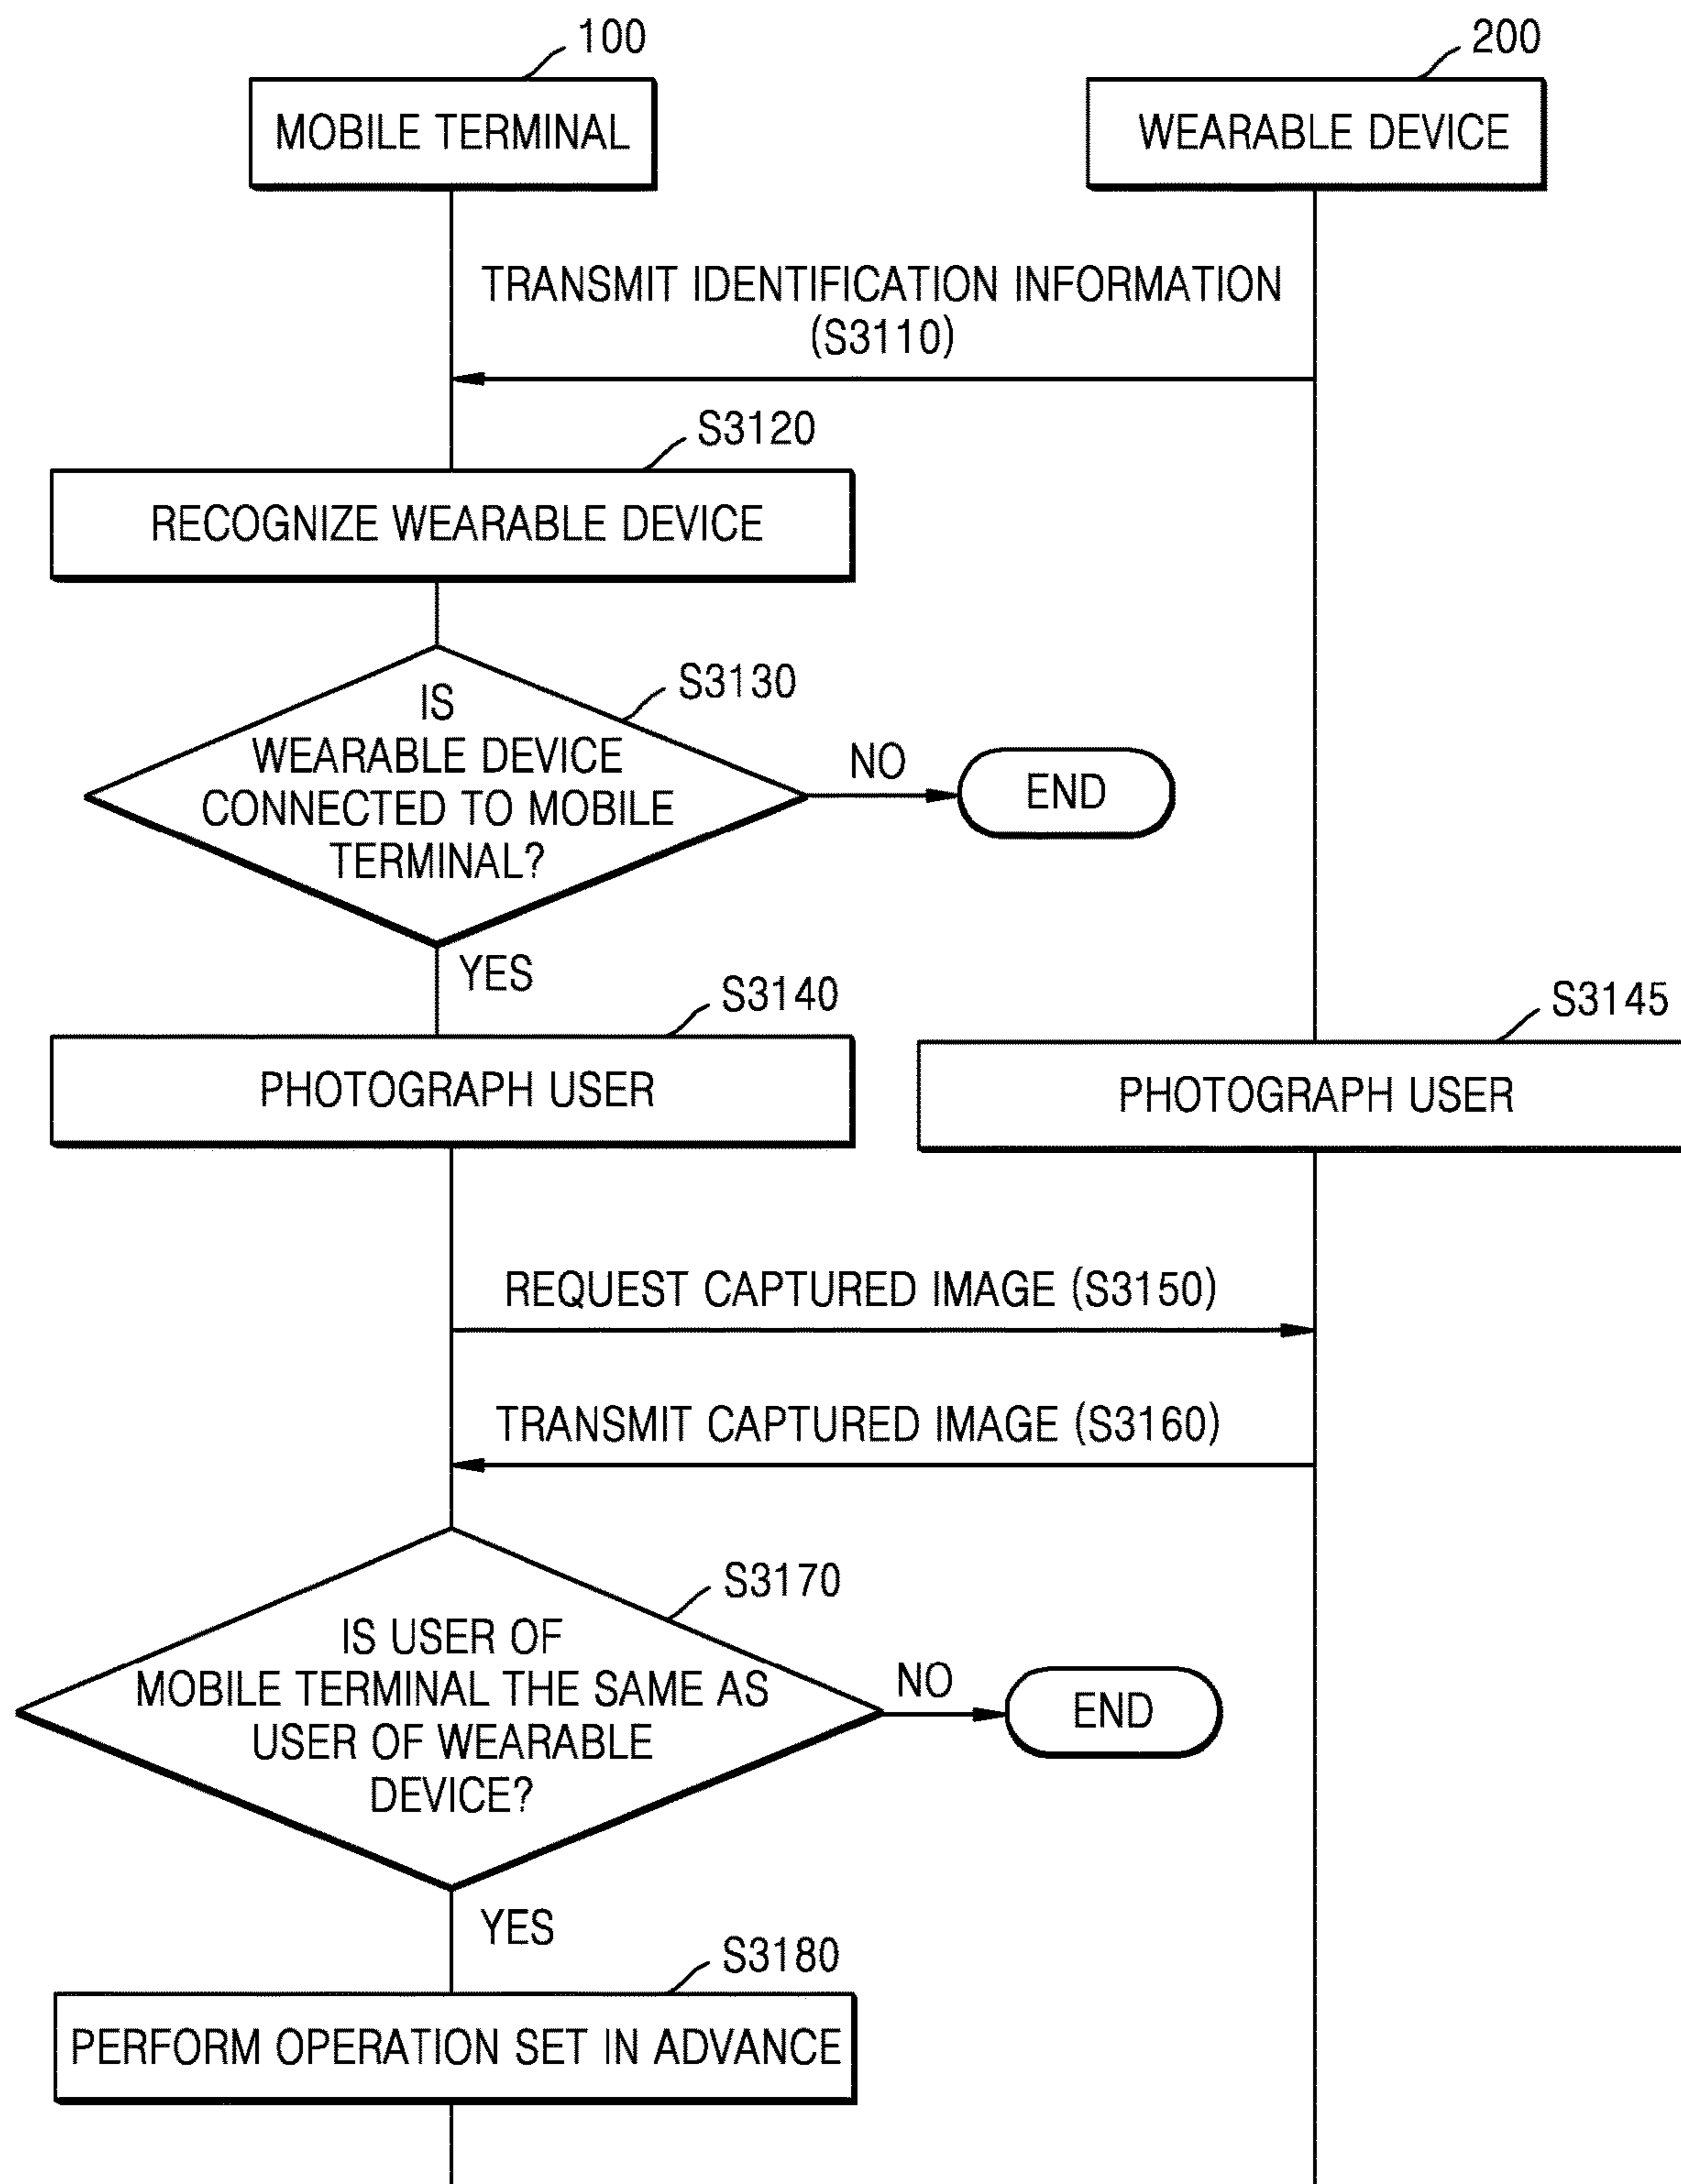 100
200
MOBILE TERMINAL
WEARABLE DEVICE
TRANSMIT IDENTIFICATION INFORMATION
(S3110)
S3120
RECOGNIZE WEARABLE DEVICE
S3130
IS
WEARABLE DEVICE
CONNECTED TO MOBILE
TERMINAL?
NO
END
YES
S3140
S3145
PHOTOGRAPH USER
PHOTOGRAPH USER
REQUEST CAPTURED IMAGE (S3150)
TRANSMIT CAPTURED IMAGE (S3160)
S3170
IS USER OF
MOBILE TERMINAL THE SAME AS
USER OF WEARABLE
DEVICE?
NO
END
YES
S3180
PERFORM OPERATION SET IN ADVANCE